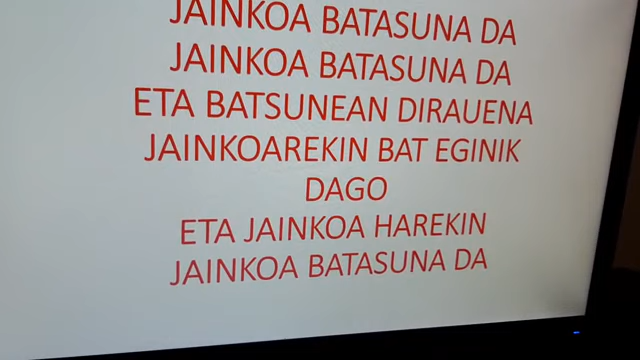 JAINKOA BATASUNA DA
JAINKOA BATASUNA DA
ETA BATSUNEAN DIRAUENA
JAINKOAREKIN BAT EGINIK
DAGO
ETA JAINKOA HAREKIN
JAINKOA BATASUNA DA